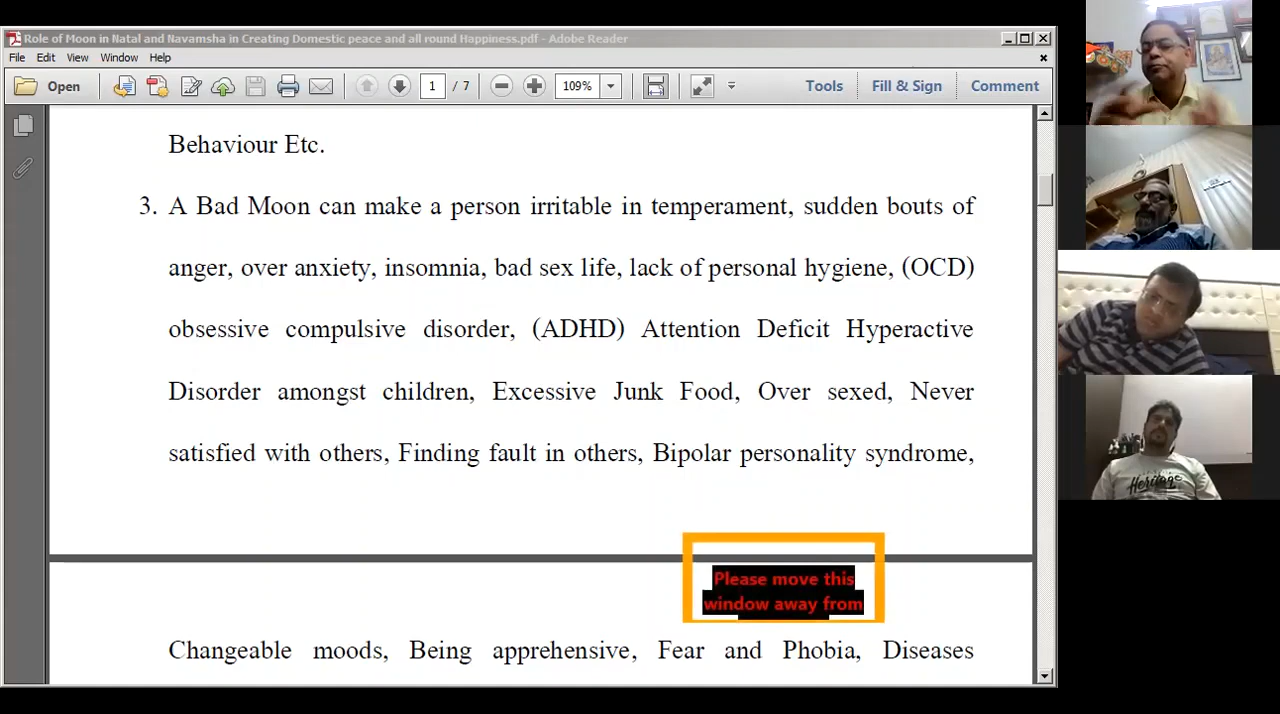 Role of Moon in Natal and Navamsha in Creating Domestic peace and all round Happiness.pdf - Adobe Reader
File Edit View Window Help
Open 1 / 7 109% Tools Fill & Sign Comment
Behaviour Etc.
3. A Bad Moon can make a person irritable in temperament, sudden bouts of
anger, over anxiety, insomnia, bad sex life, lack of personal hygiene, (OCD)
obsessive compulsive disorder, (ADHD) Attention Deficit Hyperactive
Disorder amongst children, Excessive Junk Food, Over sexed, Never
satisfied with others, Finding fault in others, Bipolar personality syndrome,
Please move this
window away from
Changeable moods, Being apprehensive, Fear and Phobia, Diseases
Heritage